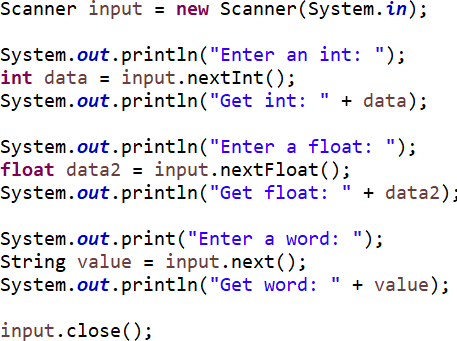 Scanner input = new Scanner(System.in);
System.out.println("Enter an int: ");
int data = input.nextInt();
System.out.println("Get int: " + data);
System.out.println("Enter a float: ");
float data2 = input.nextFloat();
System.out.println("Get float: " + data2);
System.out.print("Enter a word: ");
String value = input.next();
System.out.println("Get word: " + value);
input.close();